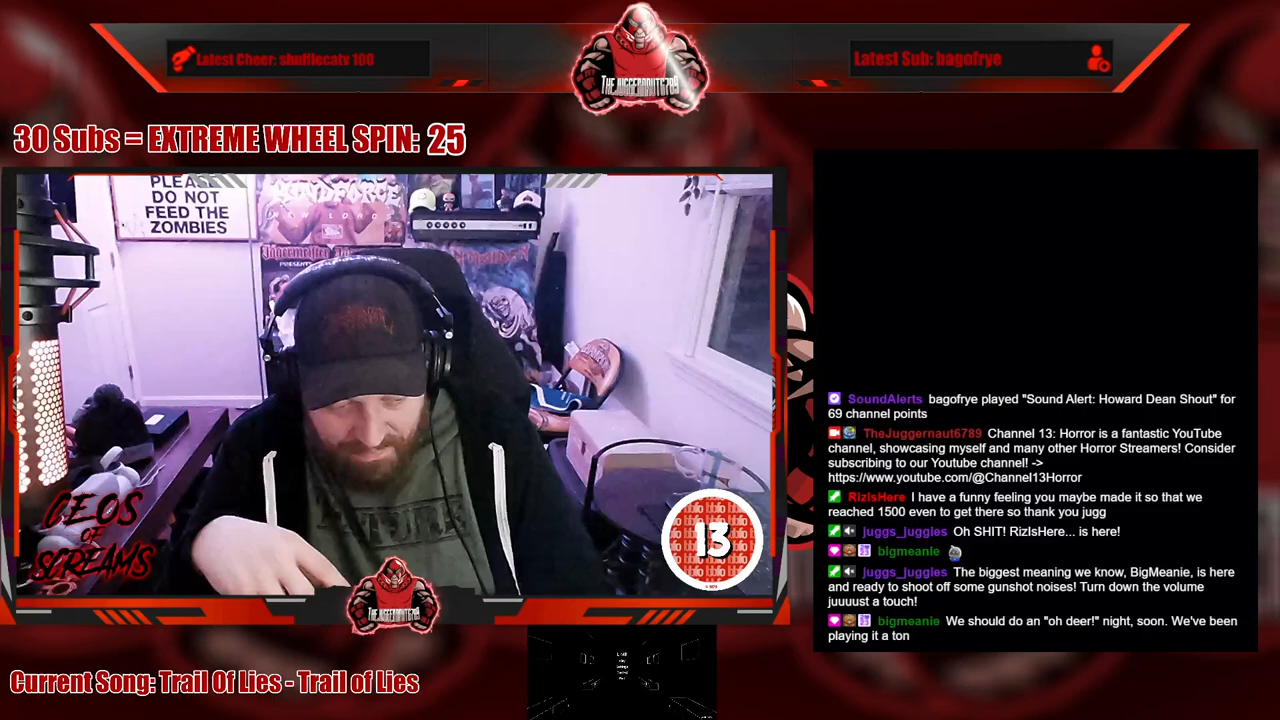 Latest Cheer: shufflecatv 100
THEJUGGERNAUT6789
Latest Sub: bagofrye
30 Subs = EXTREME WHEEL SPIN: 25
PLEASE
DO NOT
FEED THE
ZOMBIES
MINDFORCE
NEW LORDS
Jägermeister
CEOS
OF
SCREAMS
13
THEJUGGERNAUT6789
SoundAlerts bagofrye played "Sound Alert: Howard Dean Shout" for
69 channel points
TheJuggernaut6789 Channel 13: Horror is a fantastic YouTube
channel, showcasing myself and many other Horror Streamers! Consider
subscribing to our Youtube channel! ->
https://www.youtube.com/@Channel13Horror
RizIsHere I have a funny feeling you maybe made it so that we
reached 1500 even to get there so thank you jugg
juggs_juggles Oh SHIT! RizIsHere... is here!
bigmeanie
juggs_juggles The biggest meaning we know, BigMeanie, is here
and ready to shoot off some gunshot noises! Turn down the volume
juuuust a touch!
bigmeanie We should do an "oh deer!" night, soon. We've been
playing it a ton
Current Song: Trail Of Lies - Trail of Lies